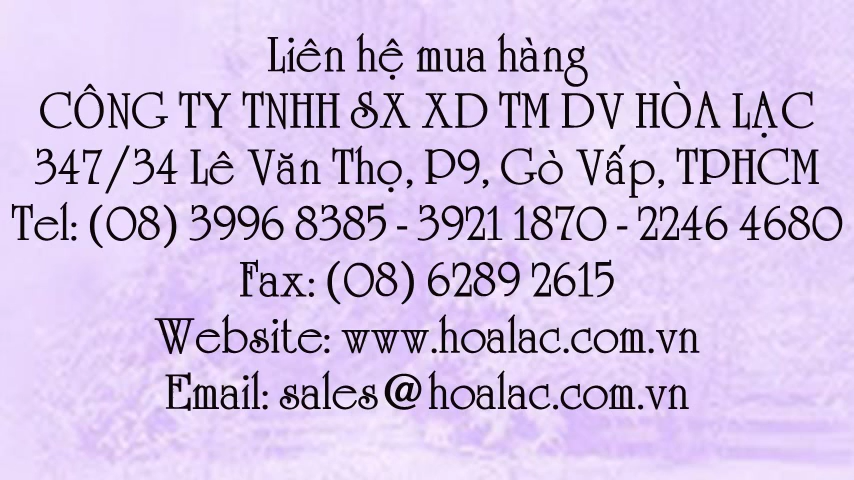 Liên hệ mua hàng
CÔNG TY TNHH SX XD TM DV HÒA LẠC
347/34 Lê Văn Thọ, P9, Gò Vấp, TPHCM
Tel: (08) 3996 8385 - 3921 1870 - 2246 4680
Fax: (08) 6289 2615
Website: www.hoalac.com.vn
Email: sales@hoalac.com.vn